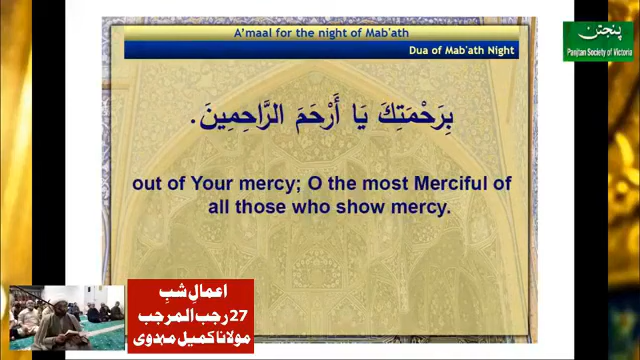 A'maal for the night of Mab'ath
Dua of Mab'ath Night
پنجتن
Panjtan Society of Victoria
بِرَحْمَتِكَ يَا أَرْحَمَ الرَّاحِمِينَ.
out of Your mercy; O the most Merciful of
all those who show mercy.
اعمالِ شبِ
27 رجب المرجب
مولانا کمیل مہدوی